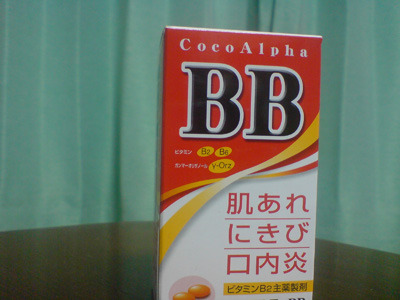 CocoAlpha
BB
ビタミン B2 B6
ガンマーオリザノール γ-Orz
肌あれ
にきび
口内炎
ビタミンB2主薬製剤